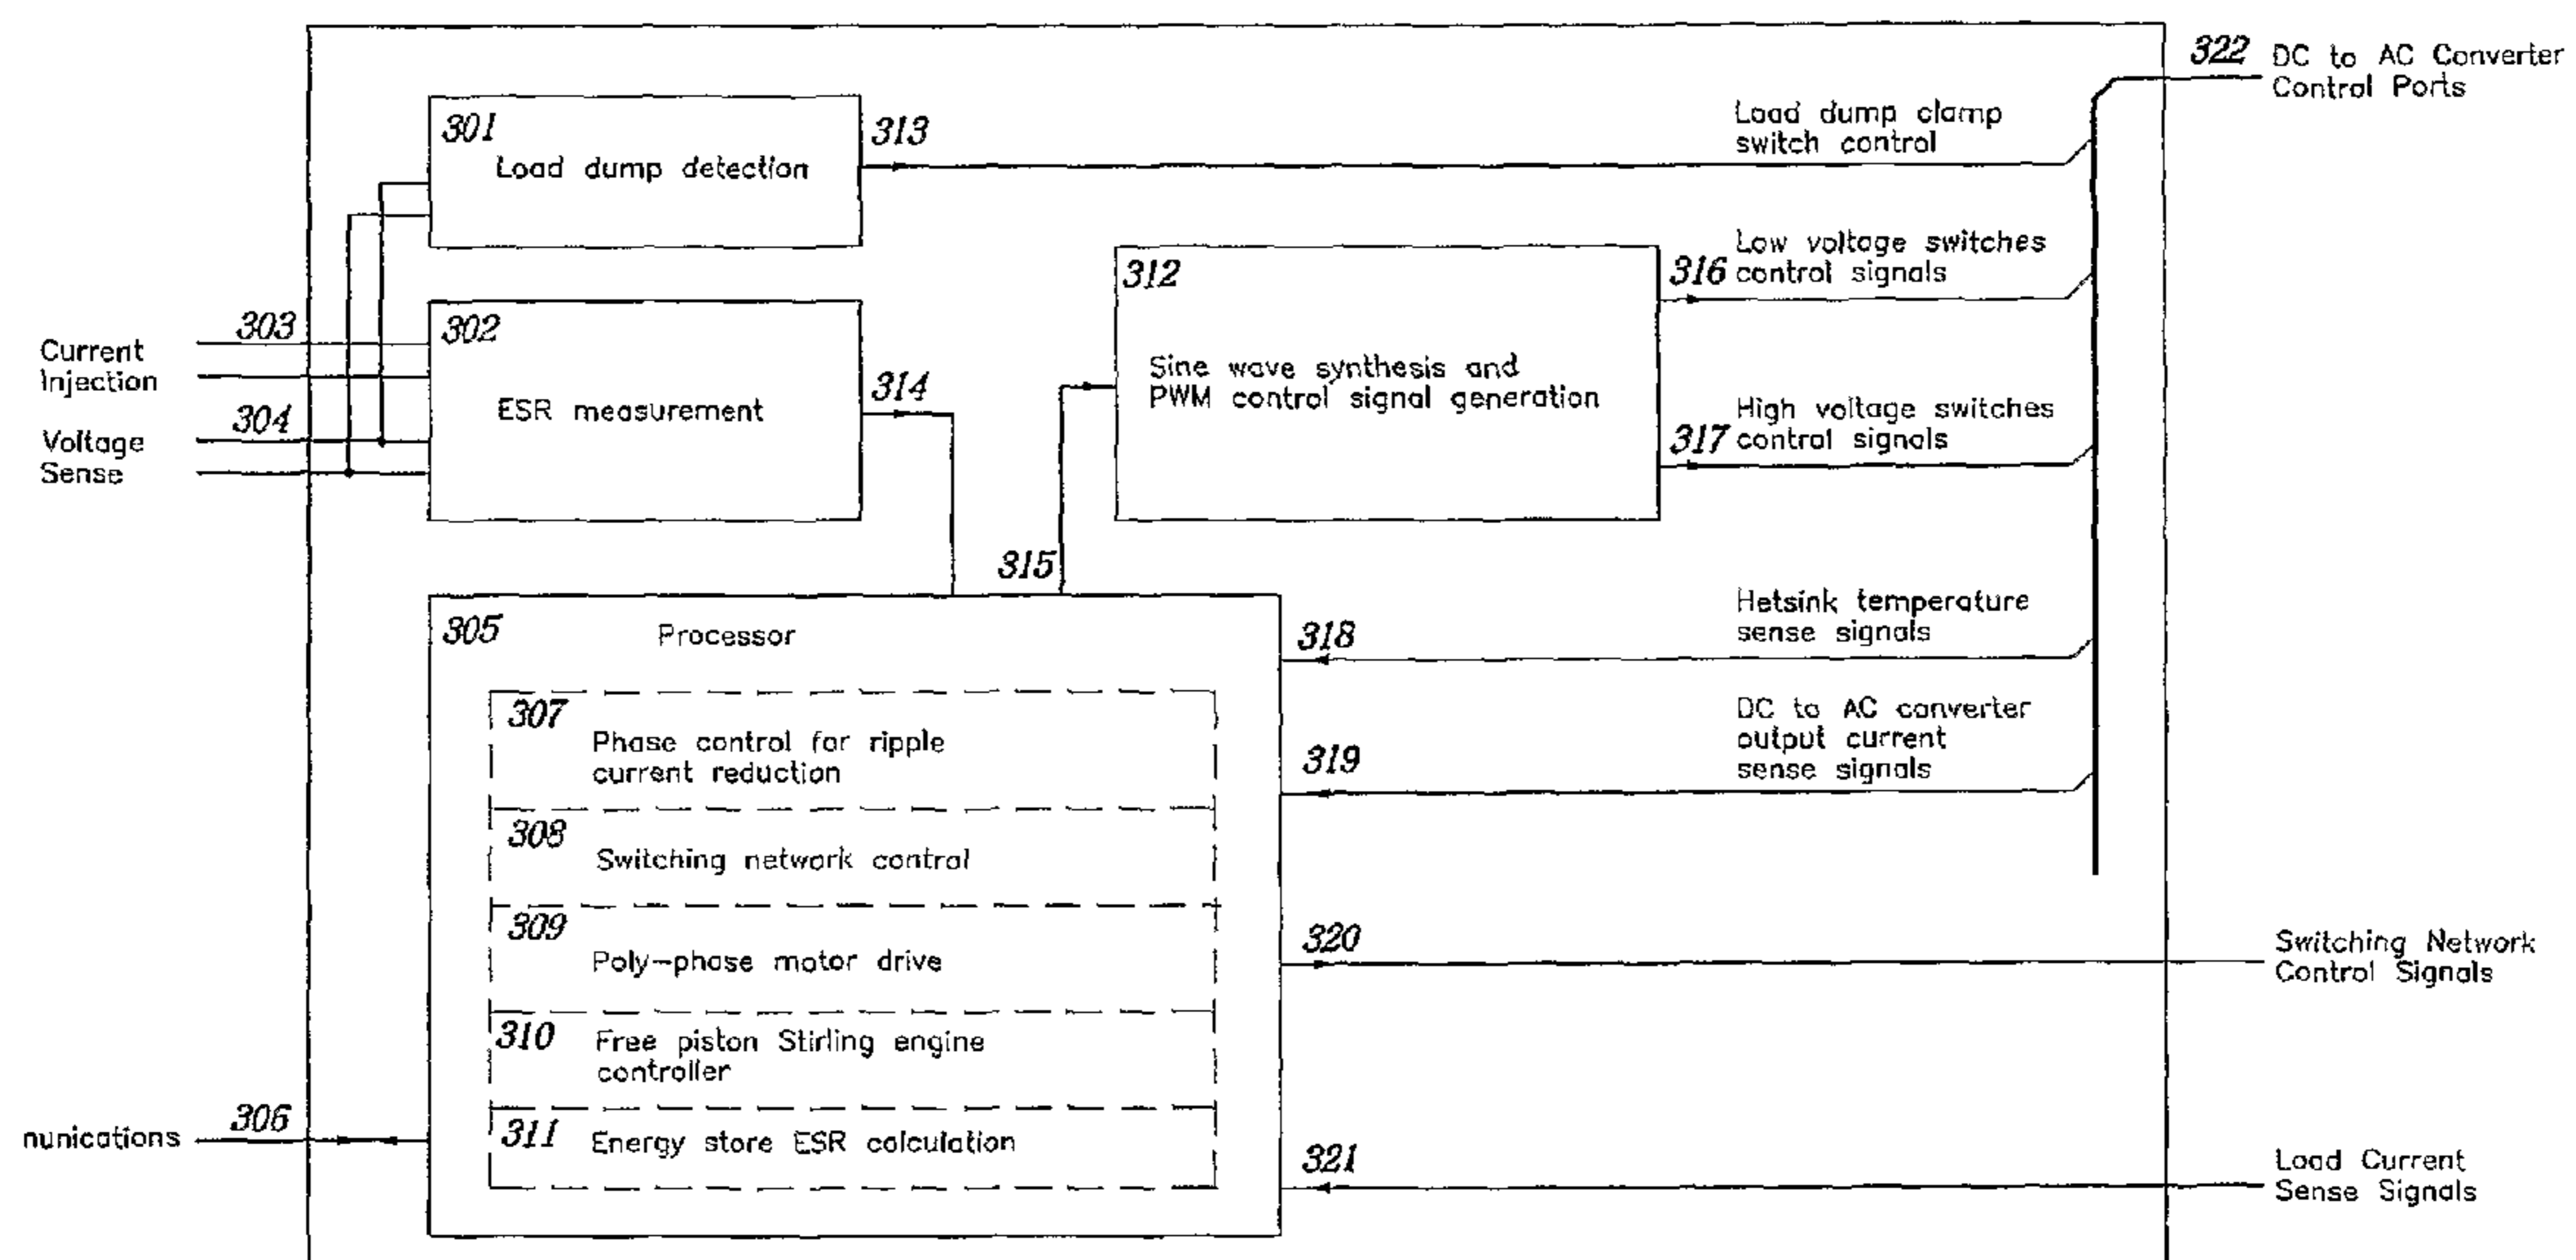 322 DC to AC Converter
Control Ports
301
Load dump detection
313
Load dump clamp
switch control
312
Sine wave synthesis and
PWM control signal generation
316
Low voltage switches
control signals
317
High voltage switches
control signals
303
Current
Injection
304
Voltage
Sense
302
ESR measurement
314
315
305
Processor
318
Hetsink temperature
sense signals
307
Phase control for ripple
current reduction
319
DC to AC converter
output current
sense signals
308
Switching network control
309
Poly-phase motor drive
320
Switching Network
Control Signals
310
Free piston Stirling engine
controller
306
nunications
311
Energy store ESR calculation
321
Load Current
Sense Signals